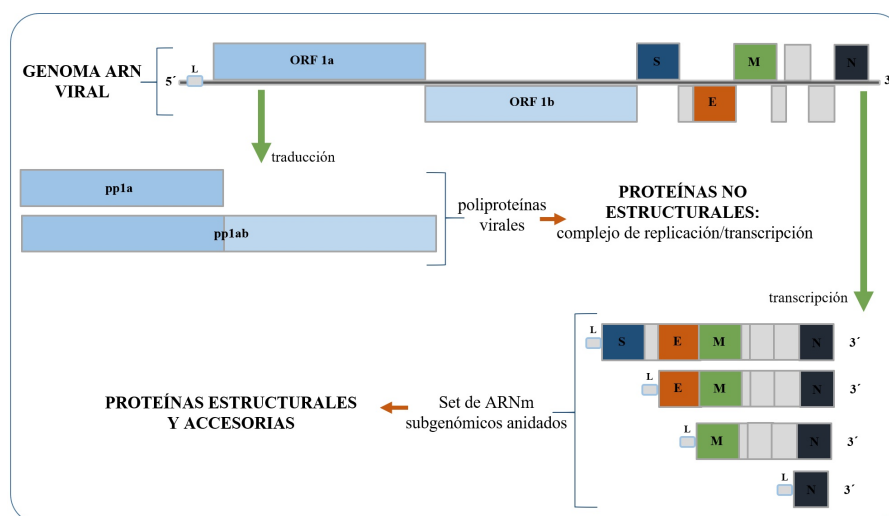 GENOMA ARN
VIRAL
5´
L
ORF 1a
ORF 1b
S
E
M
N
3´
traducción
pp1a
pp1ab
poliproteínas
virales
PROTEÍNAS NO
ESTRUCTURALES:
complejo de replicación/transcripción
transcripción
L
S
E
M
N
3´
L
E
M
N
3´
L
M
N
3´
L
N
3´
Set de ARNm
subgenómicos anidados
PROTEÍNAS ESTRUCTURALES
Y ACCESORIAS